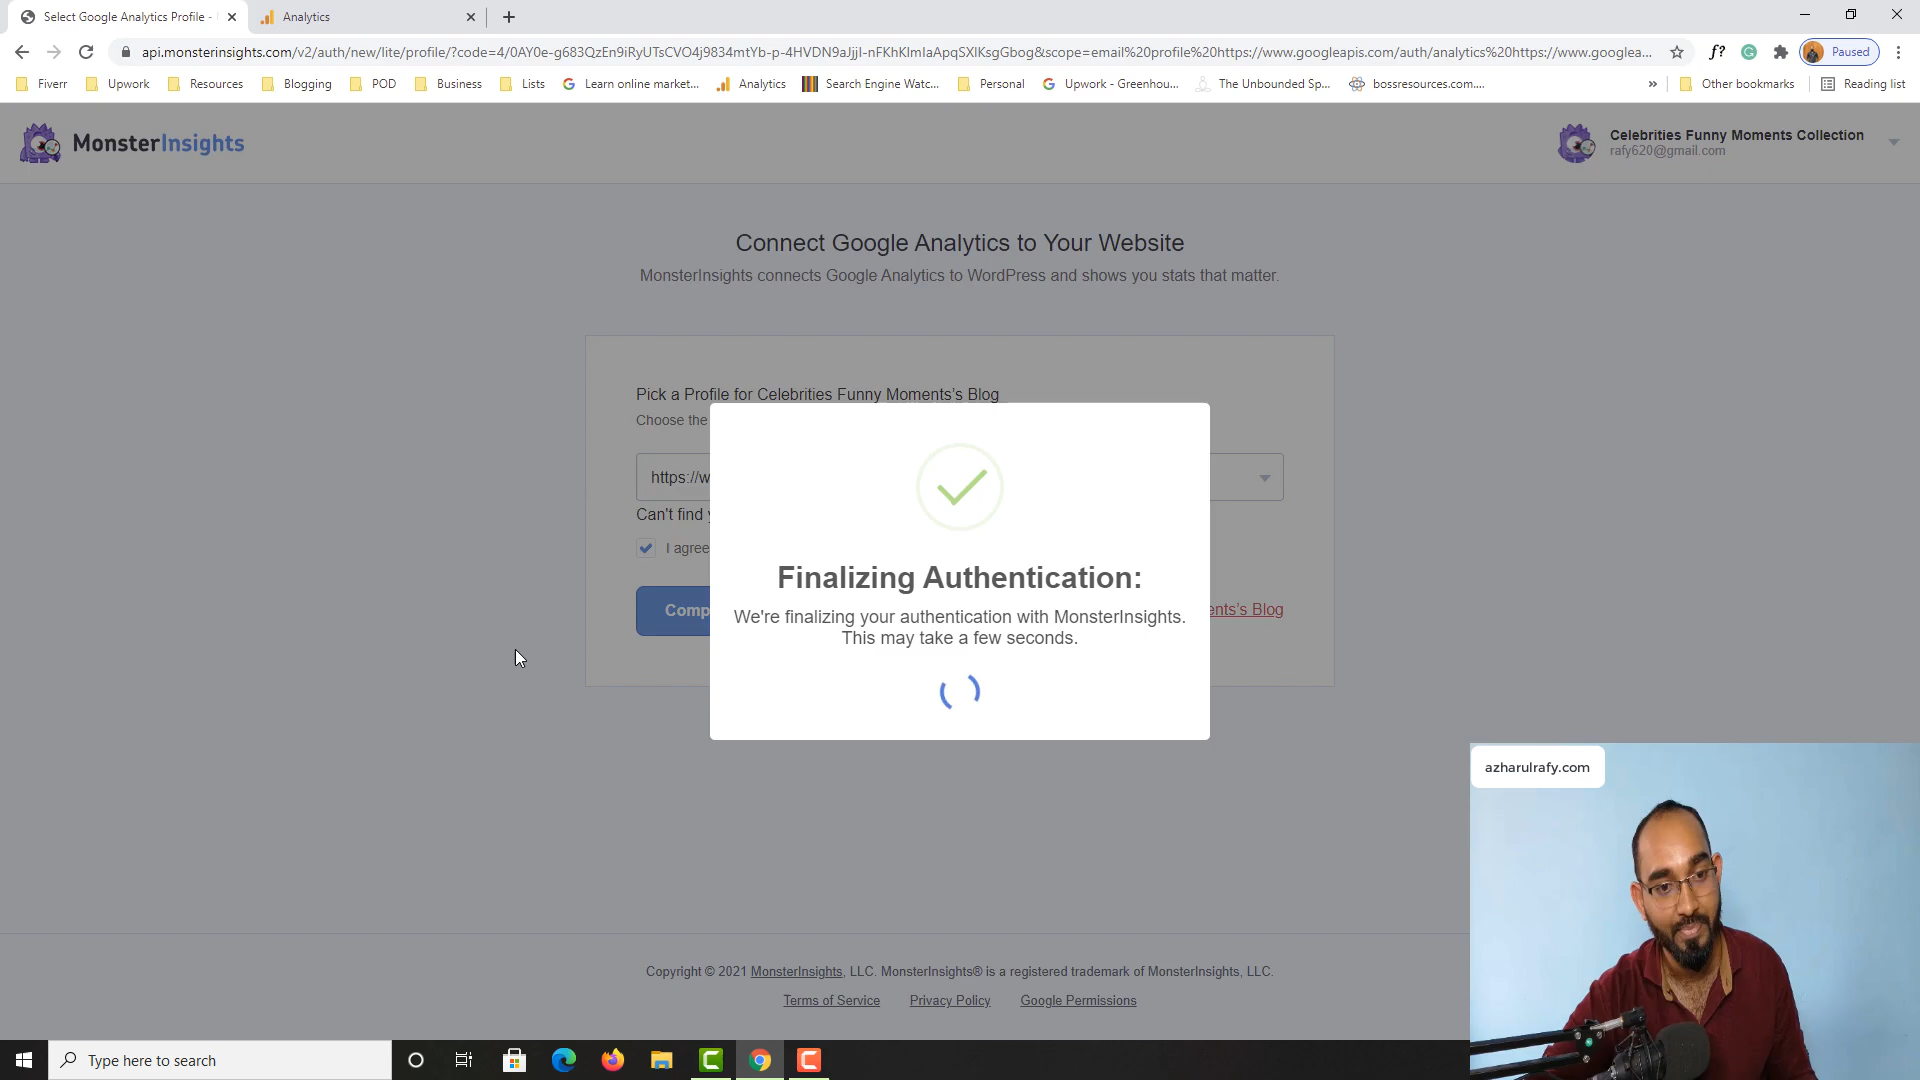 Select Google Analytics Profile -
Analytics
api.monsterinsights.com/v2/auth/new/lite/profile/?code=4/0AY0e-g683QzEn9iRyUTsCVO4j9834mtYb-p-4HVDN9aJjjI-nFKhKImIaApqSXIKsgGbog&scope=email%20profile%20https://www.googleapis.com/auth/analytics%20https://www.googlea...
f?
Paused
Fiverr
Upwork
Resources
Blogging
POD
Business
Lists
Learn online market...
Analytics
Search Engine Watc...
Personal
Upwork - Greenhou...
The Unbounded Sp...
bossresources.com....
»
Other bookmarks
Reading list
MonsterInsights
Celebrities Funny Moments Collection
rafy620@gmail.com
Connect Google Analytics to Your Website
MonsterInsights connects Google Analytics to WordPress and shows you stats that matter.
Pick a Profile for Celebrities Funny Moments's Blog
Choose the
https://w
Can't find
I agree
Comp
ents's Blog
Finalizing Authentication:
We're finalizing your authentication with MonsterInsights.
This may take a few seconds.
azharulrafy.com
Copyright © 2021 MonsterInsights, LLC. MonsterInsights® is a registered trademark of MonsterInsights, LLC.
Terms of Service
Privacy Policy
Google Permissions
Type here to search